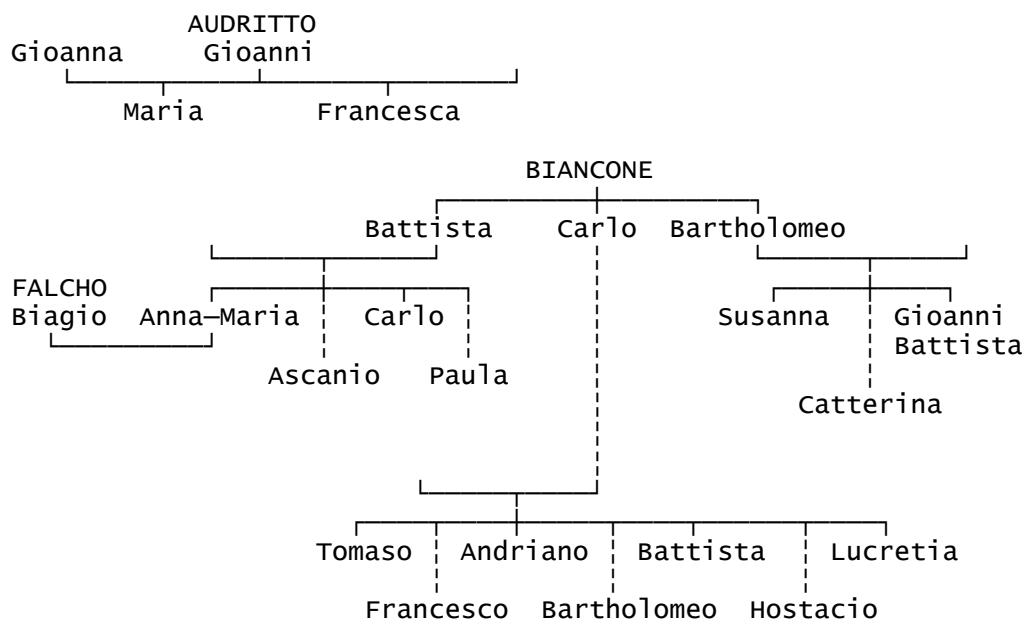 AUDRITTO
Gioanna Gioanni
Maria Francesca
BIANCONE
Battista Carlo Bartholomeo
FALCHO
Biagio Anna-Maria Carlo Susanna Gioanni
Battista
Ascanio Paula
Catterina
Tomaso Andriano Battista Lucretia
Francesco Bartholomeo Hostacio